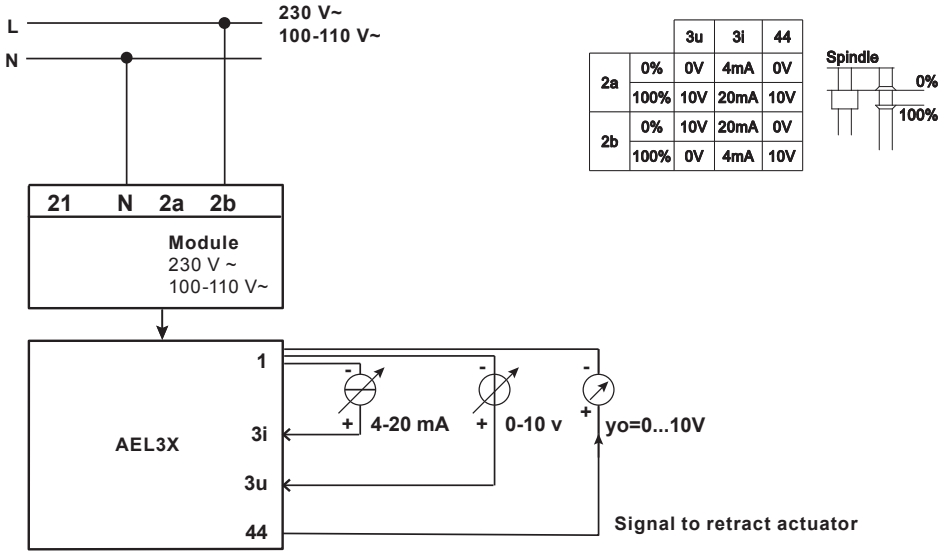 L
230 V~
100-110 V~
N
3u 3i 44
2a 0% 0V 4mA 0V
100% 10V 20mA 10V
2b 0% 10V 20mA 0V
100% 0V 4mA 10V
Spindle
0%
100%
21 N 2a 2b
Module
230 V ~
100-110 V~
AEL3X
1
3i
3u
44
- - -
+ 4-20 mA + 0-10 v + yo=0...10V
Signal to retract actuator